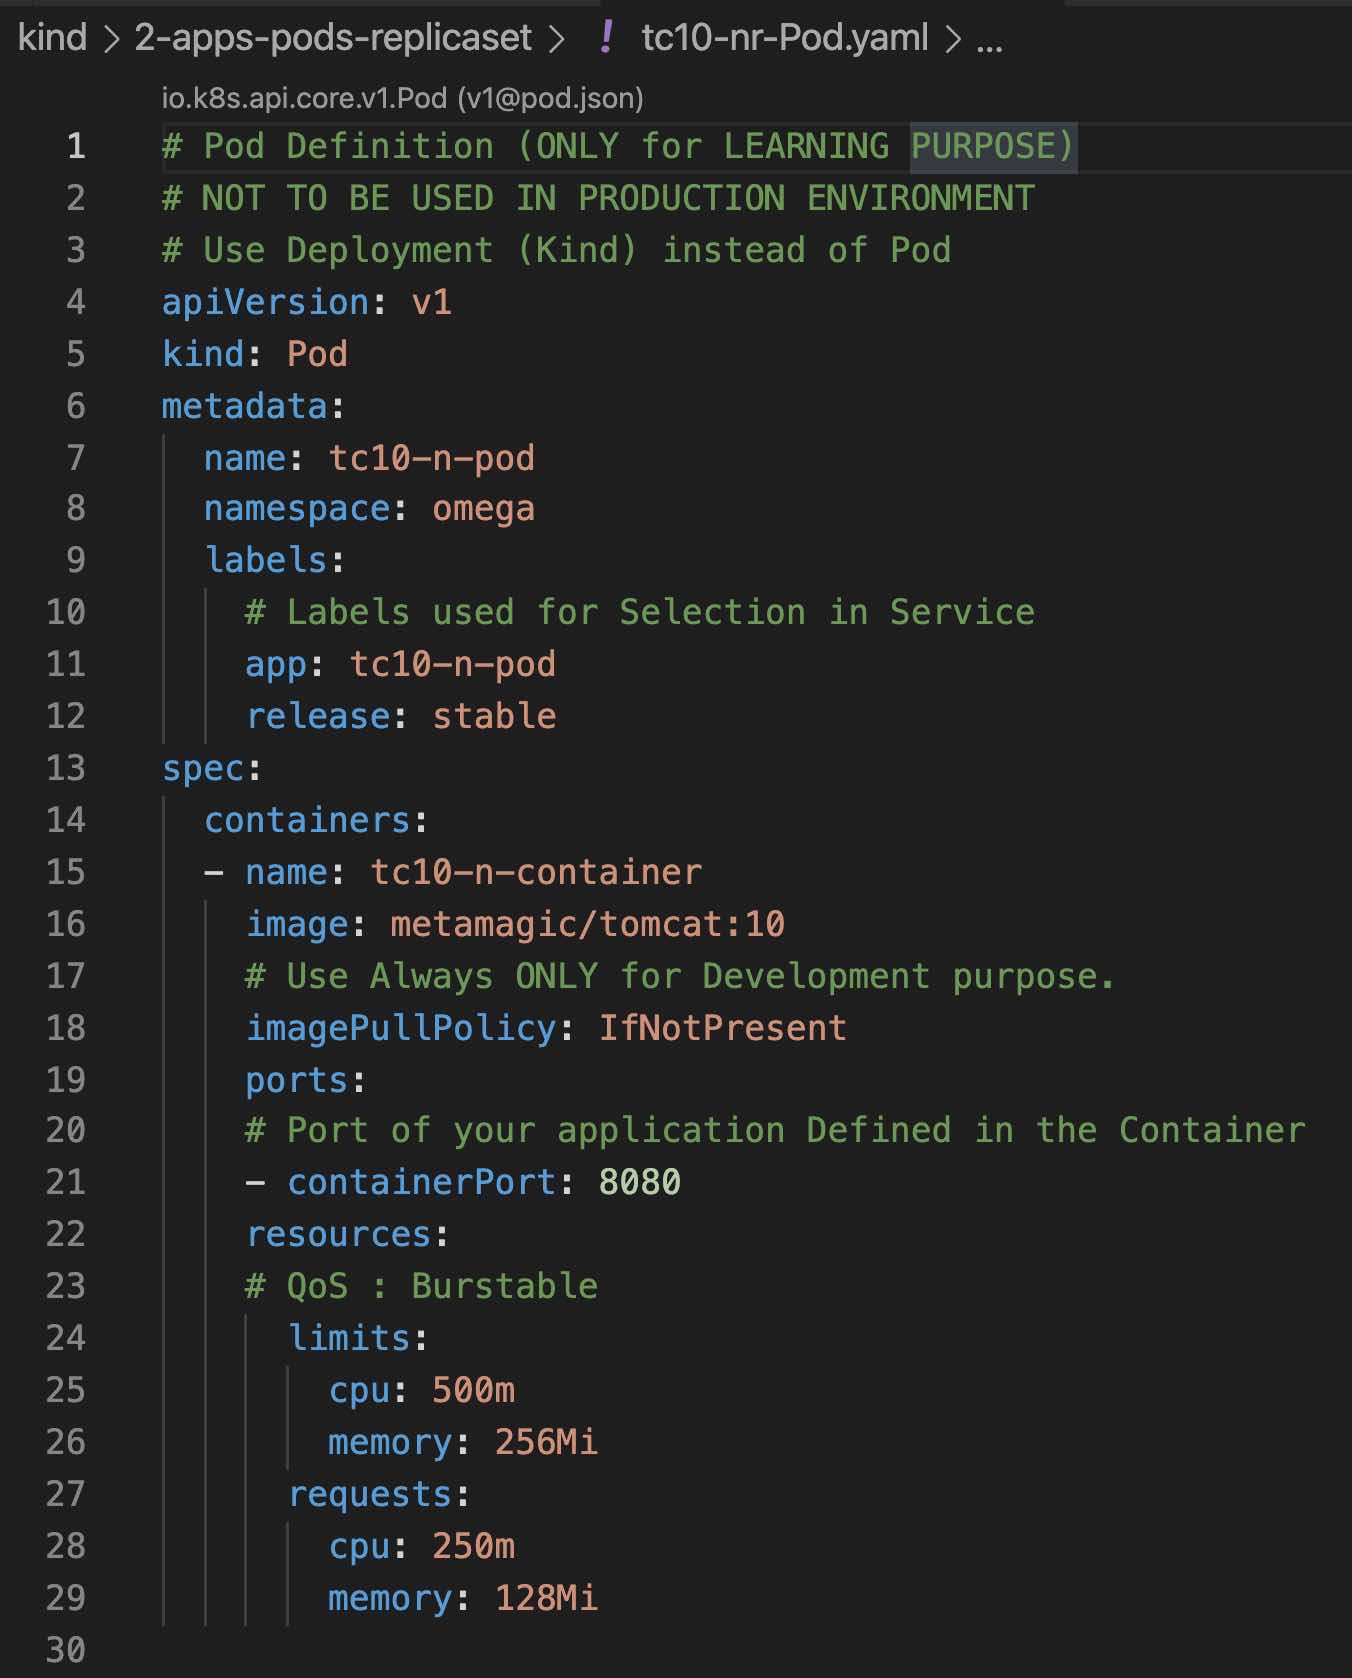 kind > 2-apps-pods-replicaset > ! tc10-nr-Pod.yaml > ...
io.k8s.api.core.v1.Pod (v1@pod.json)
1 # Pod Definition (ONLY for LEARNING PURPOSE)
2 # NOT TO BE USED IN PRODUCTION ENVIRONMENT
3 # Use Deployment (Kind) instead of Pod
4 apiVersion: v1
5 kind: Pod
6 metadata:
7   name: tc10-n-pod
8   namespace: omega
9   labels:
10     # Labels used for Selection in Service
11     app: tc10-n-pod
12     release: stable
13 spec:
14   containers:
15   - name: tc10-n-container
16     image: metamagic/tomcat:10
17     # Use Always ONLY for Development purpose.
18     imagePullPolicy: IfNotPresent
19     ports:
20     # Port of your application Defined in the Container
21     - containerPort: 8080
22     resources:
23     # QoS : Burstable
24       limits:
25         cpu: 500m
26         memory: 256Mi
27       requests:
28         cpu: 250m
29         memory: 128Mi
30